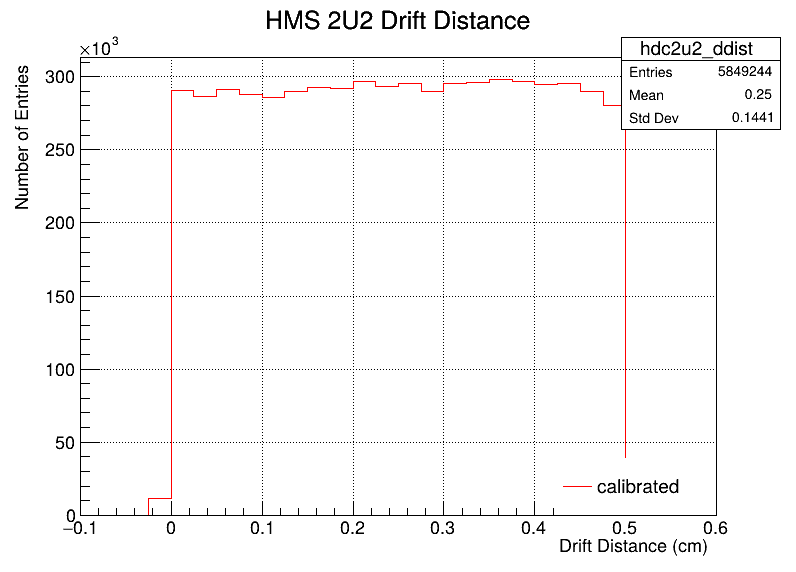 HMS 2U2 Drift Distance
×10³
hdc2u2_ddist
Entries 5849244
Mean 0.25
Std Dev 0.1441
Number of Entries
300
250
200
150
100
50
0
−0.1 0 0.1 0.2 0.3 0.4 0.5 0.6
Drift Distance (cm)
calibrated